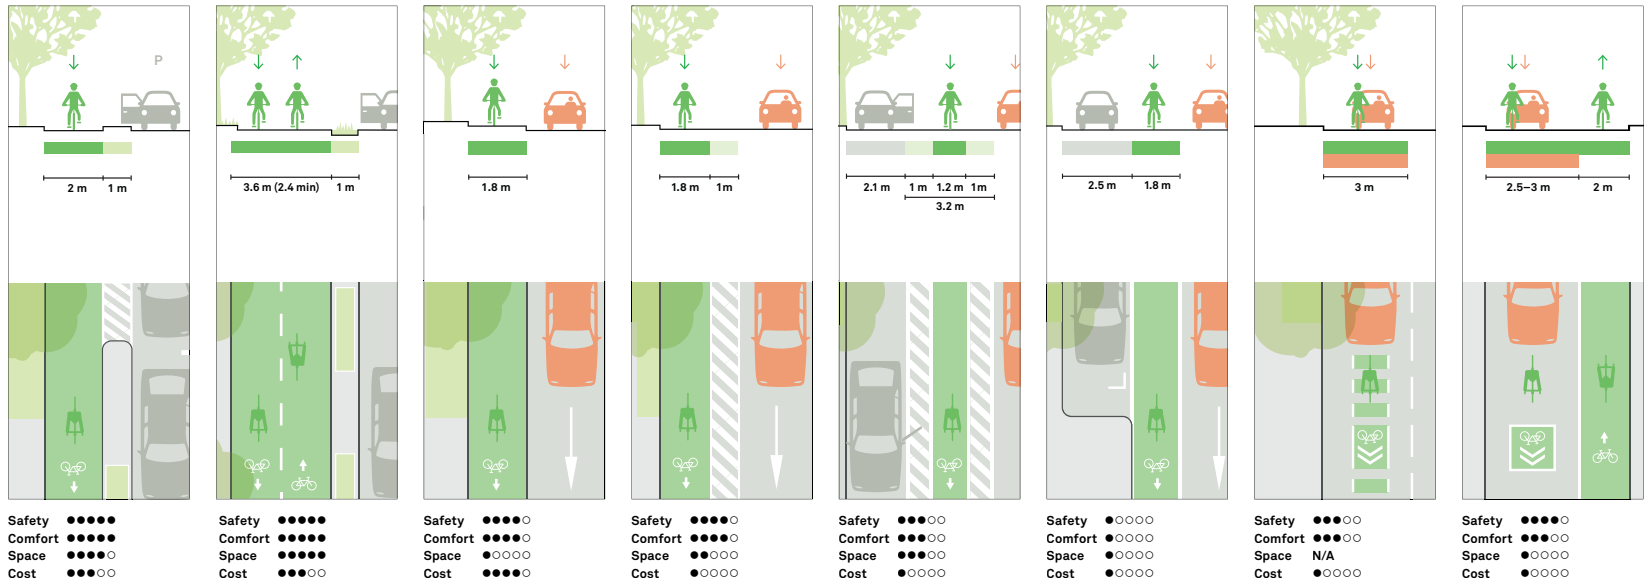 P
2 m 1 m
3.6 m (2.4 min) 1 m
1.8 m
1.8 m 1m
2.1 m 1 m 1.2 m 1m
3.2 m
2.5 m 1.8 m
3 m
2.5–3 m 2 m
Safety
Comfort
Space
Cost
Safety
Comfort
Space
Cost
Safety
Comfort
Space
Cost
Safety
Comfort
Space
Cost
Safety
Comfort
Space
Cost
Safety
Comfort
Space
Cost
Safety
Comfort
Space N/A
Cost
Safety
Comfort
Space
Cost